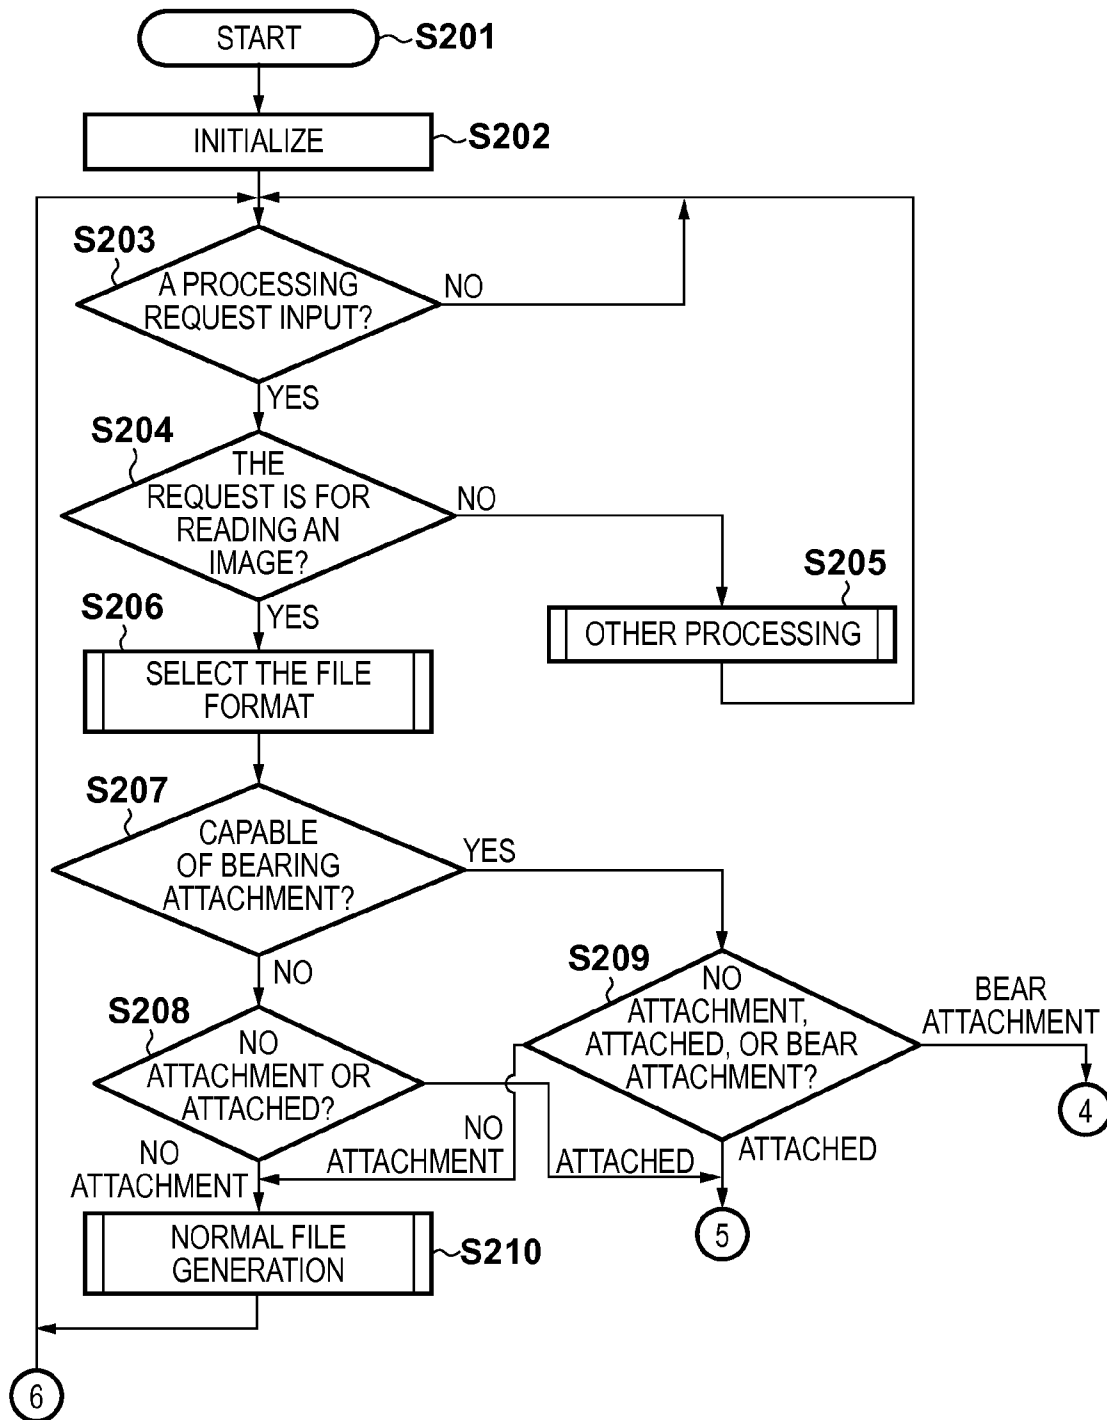 START
S201
INITIALIZE
S202
S203
A PROCESSING
REQUEST INPUT?
NO
YES
S204
THE
REQUEST IS FOR
READING AN
IMAGE?
NO
YES
S205
OTHER PROCESSING
S206
SELECT THE FILE
FORMAT
S207
CAPABLE
OF BEARING
ATTACHMENT?
YES
NO
S208
NO
ATTACHMENT OR
ATTACHED?
S209
NO
ATTACHMENT,
ATTACHED, OR BEAR
ATTACHMENT?
BEAR
ATTACHMENT
4
NO
ATTACHMENT
NO
ATTACHMENT
ATTACHED
ATTACHED
5
NORMAL FILE
GENERATION
S210
6